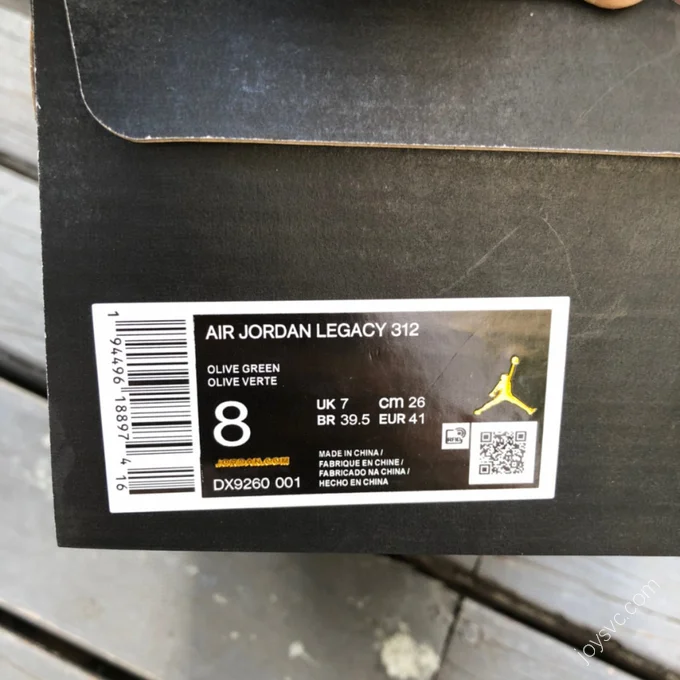 AIR JORDAN LEGACY 312
OLIVE GREEN
OLIVE VERTE
8
UK 7 cm 26
BR 39.5 EUR 41
JORDAN.COM
MADE IN CHINA /
FABRIQUE EN CHINE /
FABRICADO NA CHINA /
HECHO EN CHINA
DX9260 001
1 94496 18897 4 16
joysvc.com